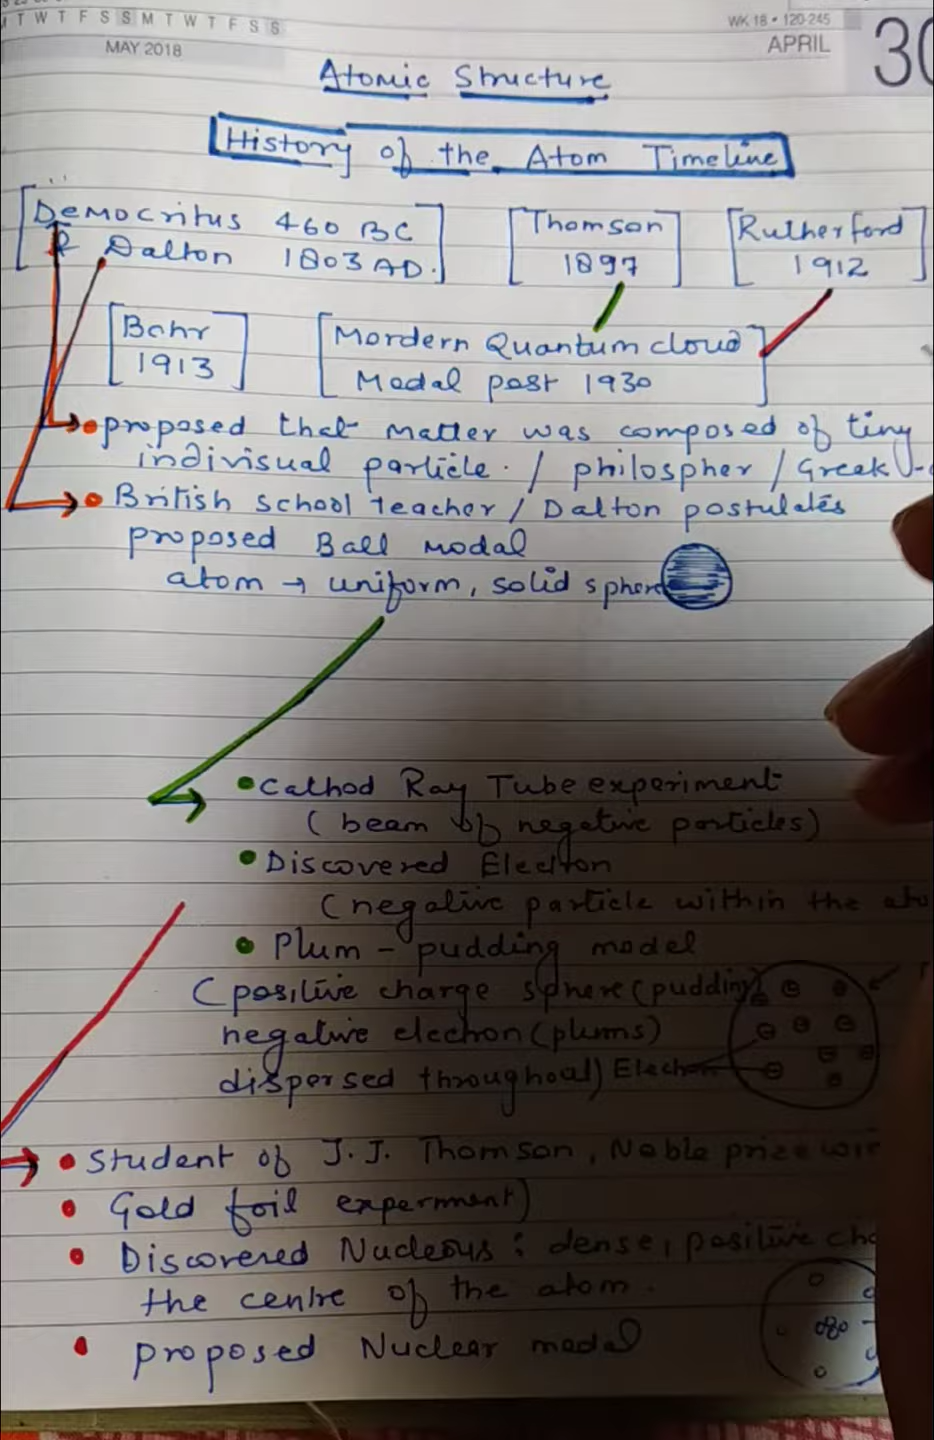 T W T F S S M T W T F S S
MAY 2018
WK 18 • 120-245
APRIL
30
Atomic Structure
History of the Atom Timeline
Democritus 460 BC
& Dalton 1803 AD.
Thomson
1897
Rutherford
1912
Bohr
1913
Mordern Quantum cloud
Modal post 1930
proposed that matter was composed of tiny
indivisual particle. / philospher / Greek
British school teacher / Dalton postulates
proposed Ball modal
atom → uniform, solid sphere
Cathod Ray Tube experiment
(beam of negative particles)
Discovered Electron
(negative particle within the
Plum - pudding model
(positive charge sphere (pudding)
negative electron (plums)
dispersed throughoat) Electron
Student of J.J. Thomson, Noble prize
Gold foil experment)
Discovered Nucleous : dense, positive
the centre of the atom.
proposed Nuclear modal